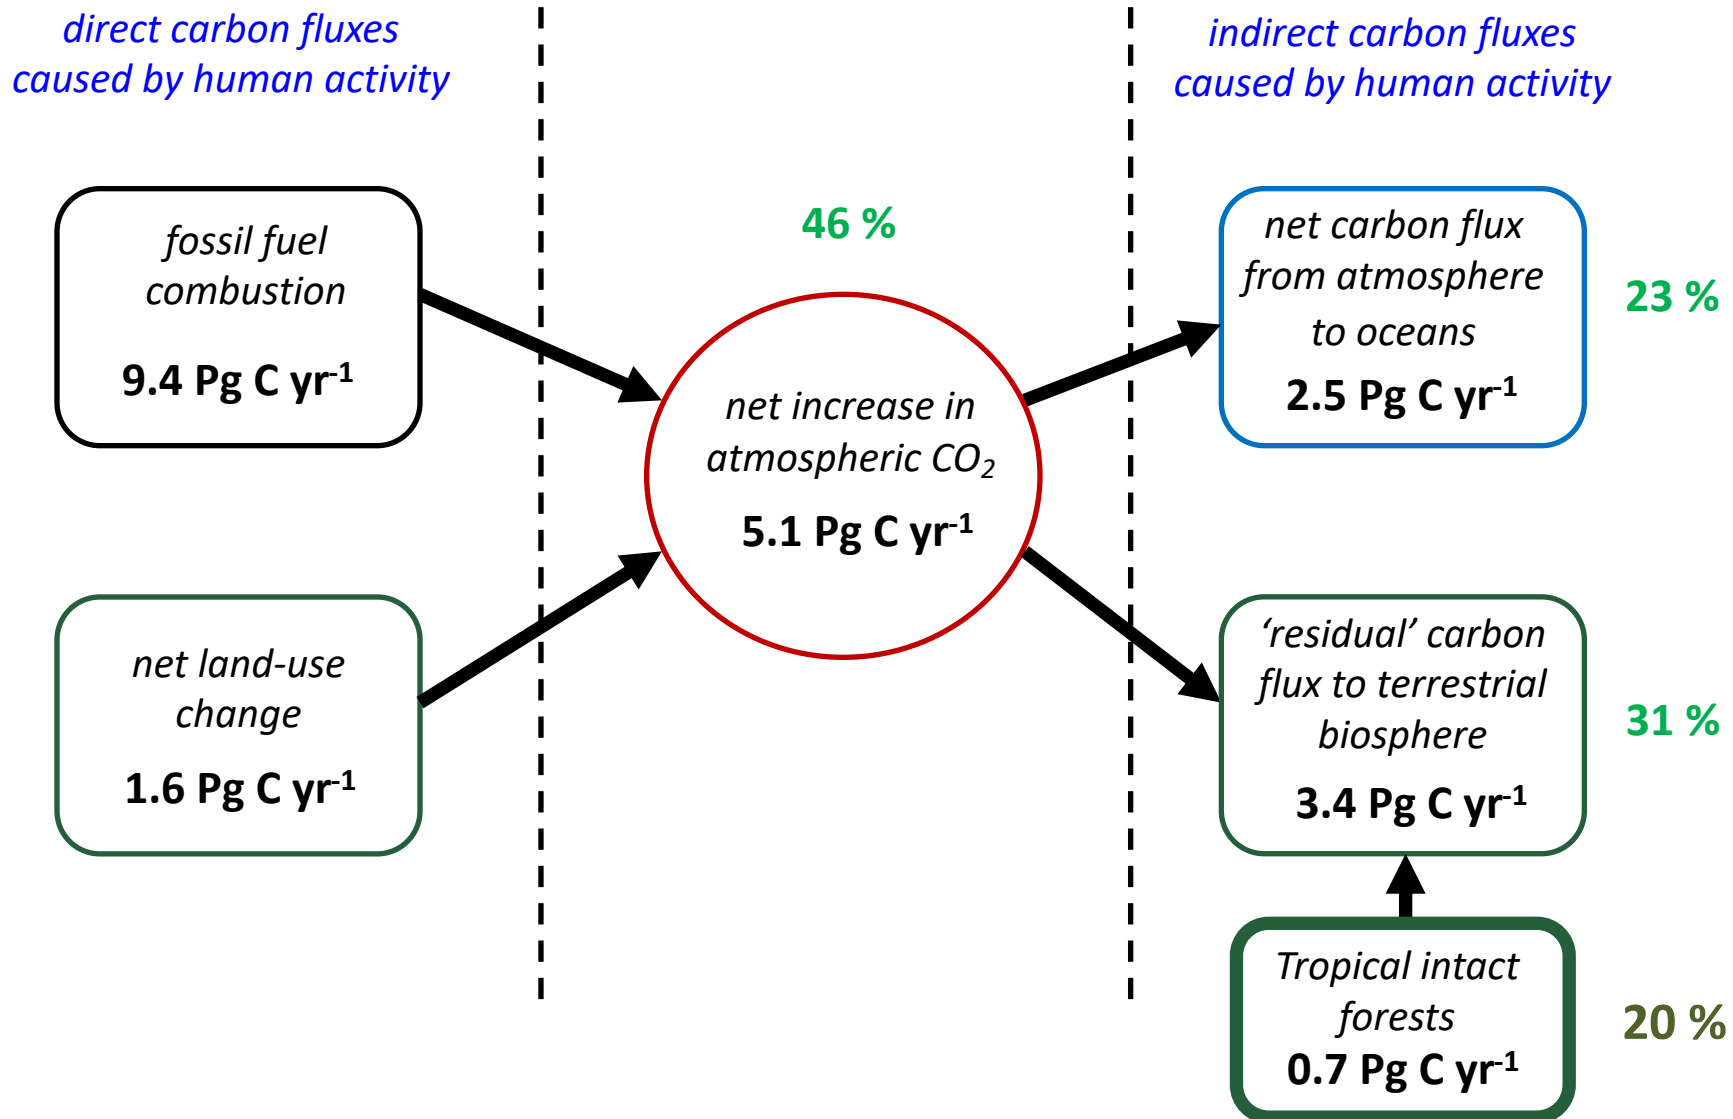 direct carbon fluxes
caused by human activity
indirect carbon fluxes
caused by human activity
fossil fuel
combustion
9.4 Pg C yr⁻¹
net land-use
change
1.6 Pg C yr⁻¹
46 %
net increase in
atmospheric CO₂
5.1 Pg C yr⁻¹
net carbon flux
from atmosphere
to oceans
2.5 Pg C yr⁻¹
23 %
‘residual’ carbon
flux to terrestrial
biosphere
3.4 Pg C yr⁻¹
31 %
Tropical intact
forests
0.7 Pg C yr⁻¹
20 %